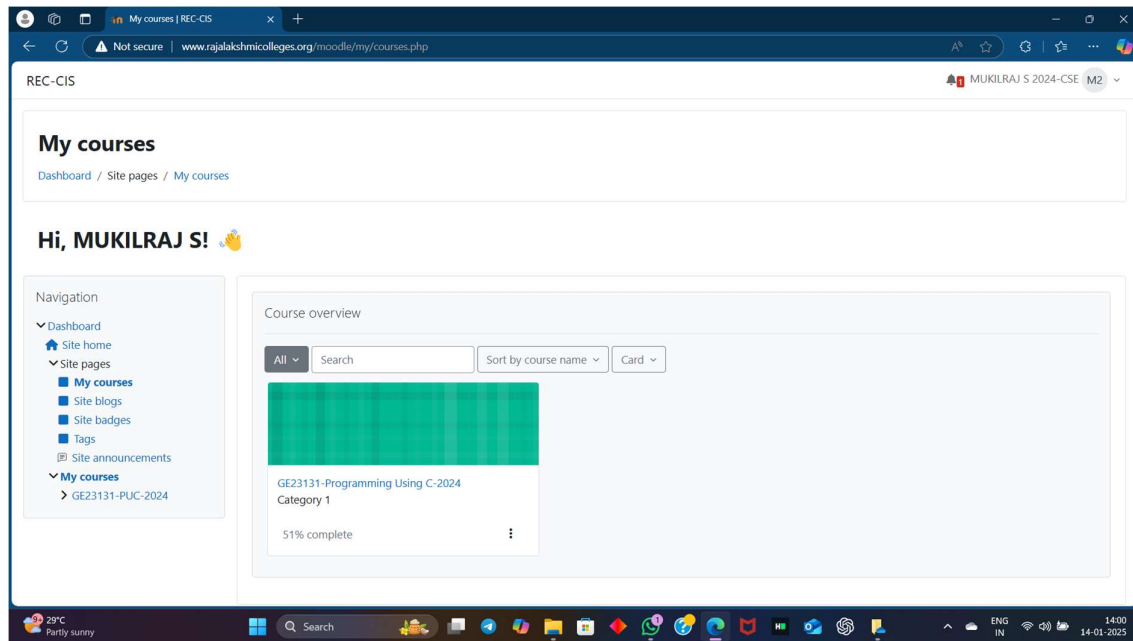 My courses | REC-CIS
Not secure | www.rajalakshmicolleges.org/moodle/my/courses.php
REC-CIS
1 MUKILRAJ S 2024-CSE M2
My courses
Dashboard / Site pages / My courses
Hi, MUKILRAJ S! 👋
Navigation
Dashboard
Site home
Site pages
My courses
Site blogs
Site badges
Tags
Site announcements
My courses
GE23131-PUC-2024
Course overview
All Search Sort by course name Card
GE23131-Programming Using C-2024
Category 1
51% complete
29°C
Partly sunny
Search
ENG
IN
14:00
14-01-2025